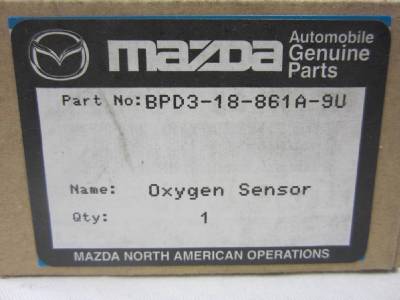 mazda
Automobile
Genuine
Parts
Part No: BPD3-18-861A-9U
Name: Oxygen Sensor
Qty: 1
MAZDA NORTH AMERICAN OPERATIONS